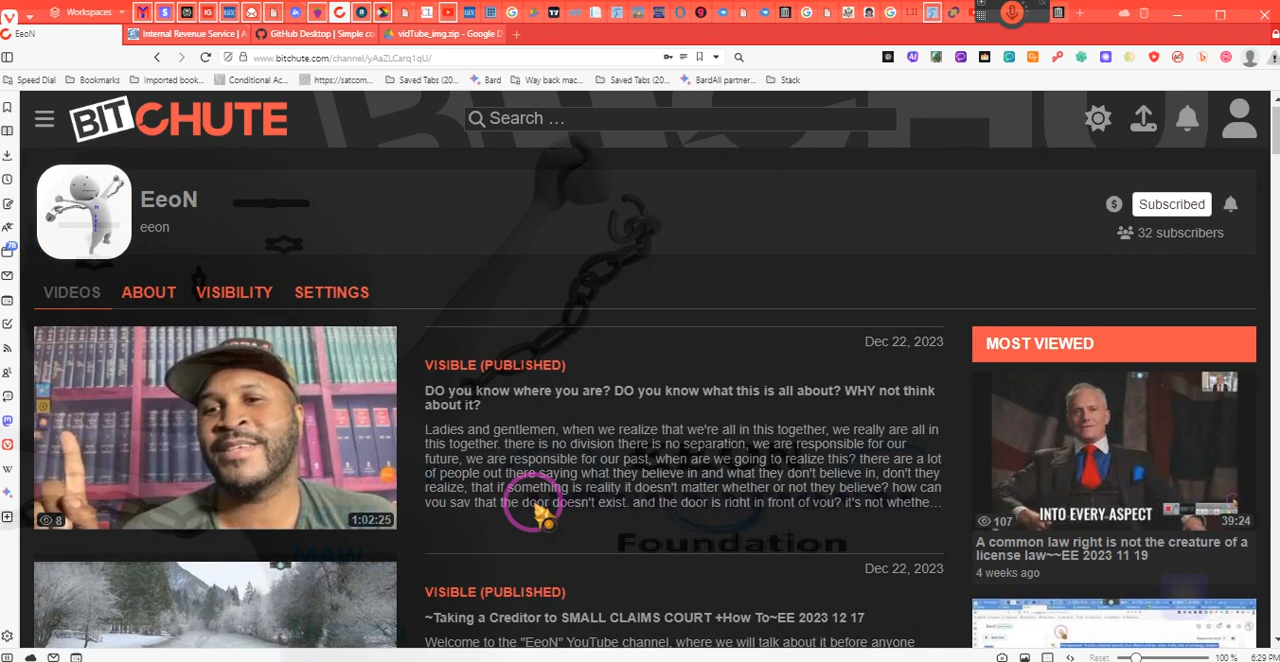 Workspaces
EeoN
Internal Revenue Service | A
GitHub Desktop | Simple co
vidTube_img.zip - Google D
www.bitchute.com/channel/yAaZLCarq1qU/
Speed Dial
Bookmarks
Imported book...
Conditional Ac...
https://satcom...
Saved Tabs (20...
Bard
Way back mac...
Saved Tabs (20...
BardAll partner...
Stack
BITCHUTE
Search ...
EeoN
eeon
Subscribed
32 subscribers
VIDEOS
ABOUT
VISIBILITY
SETTINGS
Dec 22, 2023
VISIBLE (PUBLISHED)
DO you know where you are? DO you know what this is all about? WHY not think
about it?
Ladies and gentlemen, when we realize that we're all in this together, we really are all in
this together. there is no division there is no separation, we are responsible for our
future, we are responsible for our past, when are we going to realize this? there are a lot
of people out there saying what they believe in and what they don't believe in, don't they
realize, that if something is reality it doesn't matter whether or not they believe? how can
you say that the door doesn't exist. and the door is right in front of you? it's not whethe...
8
1:02:25
Foundation
MAW
Dec 22, 2023
VISIBLE (PUBLISHED)
~Taking a Creditor to SMALL CLAIMS COURT +How To~EE 2023 12 17
Welcome to the "EeoN" YouTube channel, where we will talk about it before anyone
MOST VIEWED
INTO EVERY ASPECT
107
39:24
A common law right is not the creature of a
license law~~EE 2023 11 19
4 weeks ago
Reset
100 %
6:29 PM